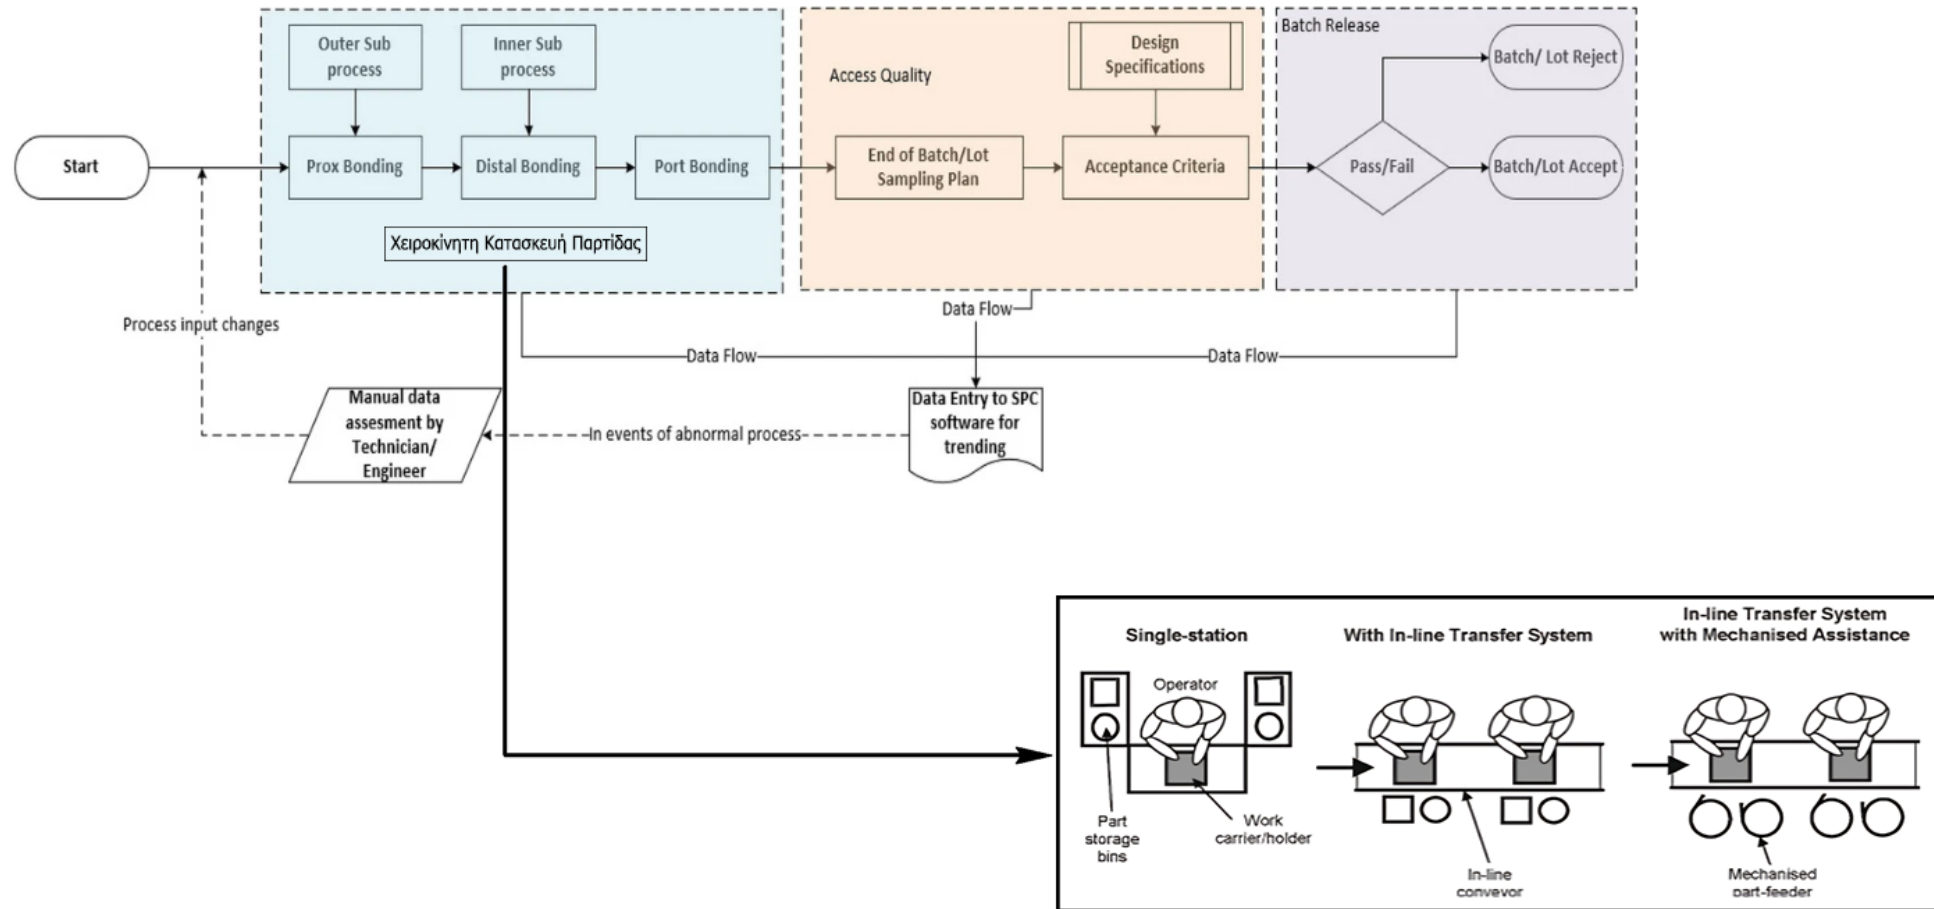 Outer Sub
process
Inner Sub
process
Start
Prox Bonding
Distal Bonding
Port Bonding
Χειροκίνητη Κατασκευή Παρτίδας
Access Quality
Design
Specifications
End of Batch/Lot
Sampling Plan
Acceptance Criteria
Batch Release
Batch/ Lot Reject
Pass/Fail
Batch/Lot Accept
Process input changes
Data Flow
Data Flow
Data Flow
Manual data
assesment by
Technician/
Engineer
In events of abnormal process
Data Entry to SPC
software for
trending
Single-station
Operator
Part
storage
bins
Work
carrier/holder
With In-line Transfer System
In-line
conveyor
In-line Transfer System
with Mechanised Assistance
Mechanised
part-feeder